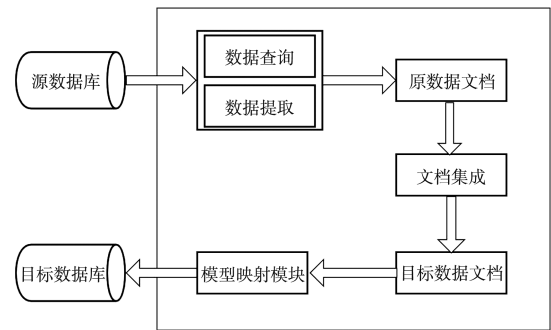 源数据库
数据查询
数据提取
原数据文档
文档集成
目标数据库
模型映射模块
目标数据文档